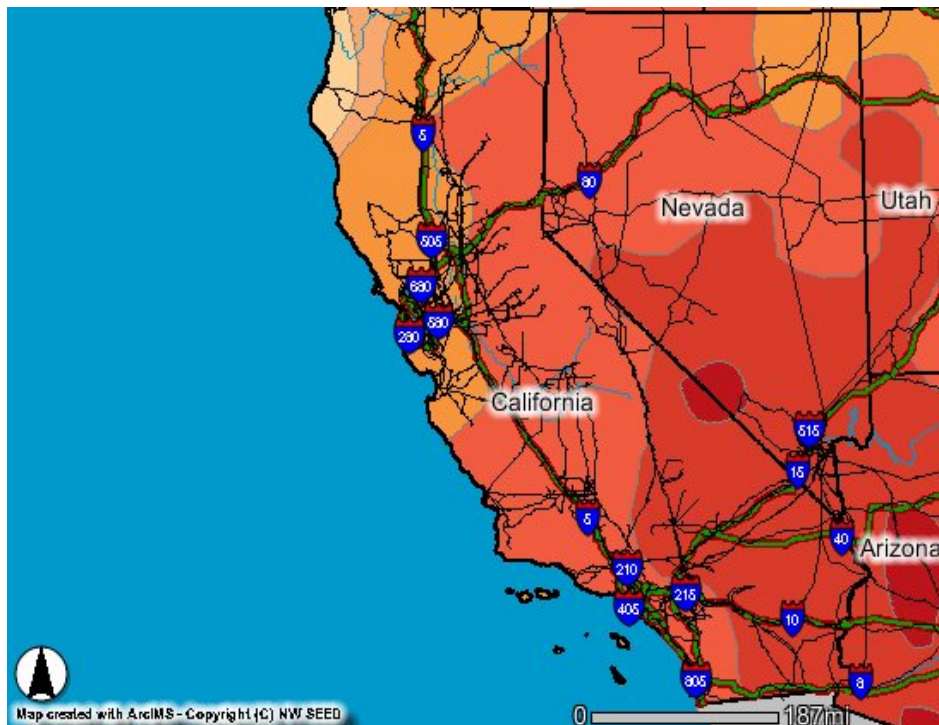 5
80
Nevada
Utah
505
680
580
280
California
515
15
5
40
Arizona
210
215
405
10
805
8
Map created with ArcIMS - Copyright (C) NW SEED
0
187mi